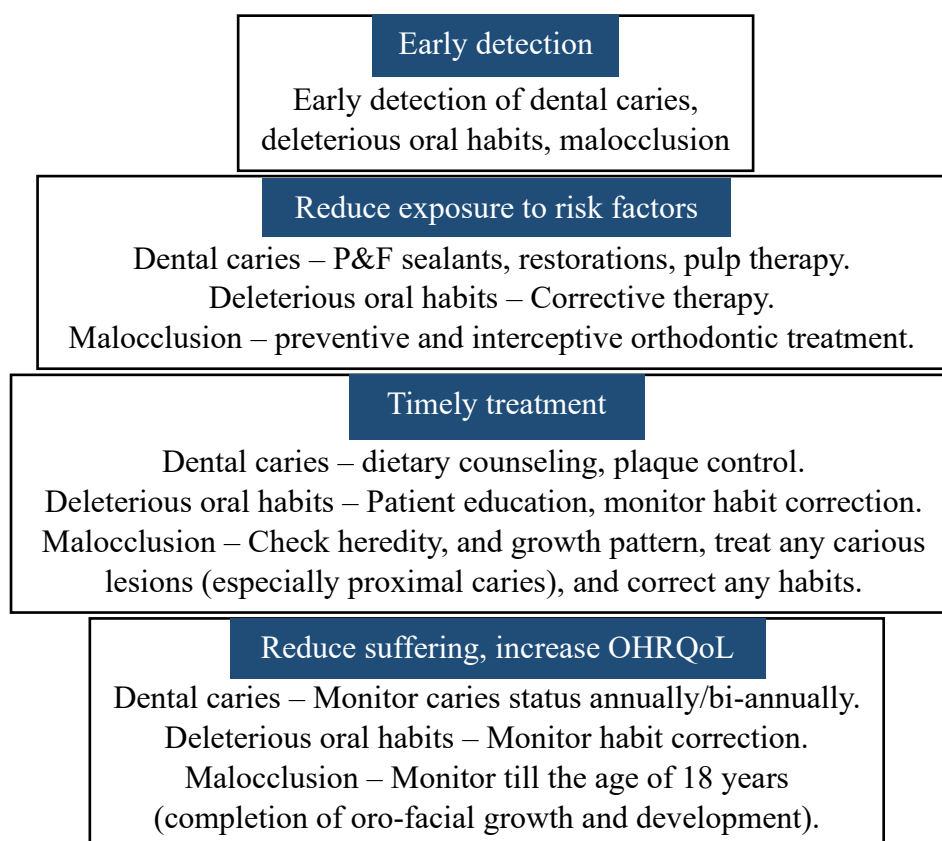 Early detection
Early detection of dental caries,
deleterious oral habits, malocclusion
Reduce exposure to risk factors
Dental caries – P&F sealants, restorations, pulp therapy.
Deleterious oral habits – Corrective therapy.
Malocclusion – preventive and interceptive orthodontic treatment.
Timely treatment
Dental caries – dietary counseling, plaque control.
Deleterious oral habits – Patient education, monitor habit correction.
Malocclusion – Check heredity, and growth pattern, treat any carious
lesions (especially proximal caries), and correct any habits.
Reduce suffering, increase OHRQoL
Dental caries – Monitor caries status annually/bi-annually.
Deleterious oral habits – Monitor habit correction.
Malocclusion – Monitor till the age of 18 years
(completion of oro-facial growth and development).